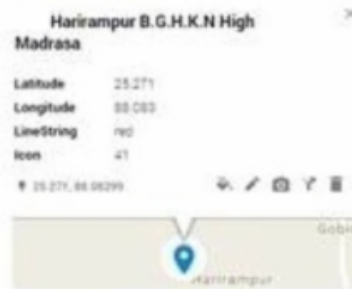 Harirampur B.G.H.K.N High
Madrasa
Latitude 25.271
Longitude 88.083
LineString red
Icon 41
25.271, 88.08299
Harirampur